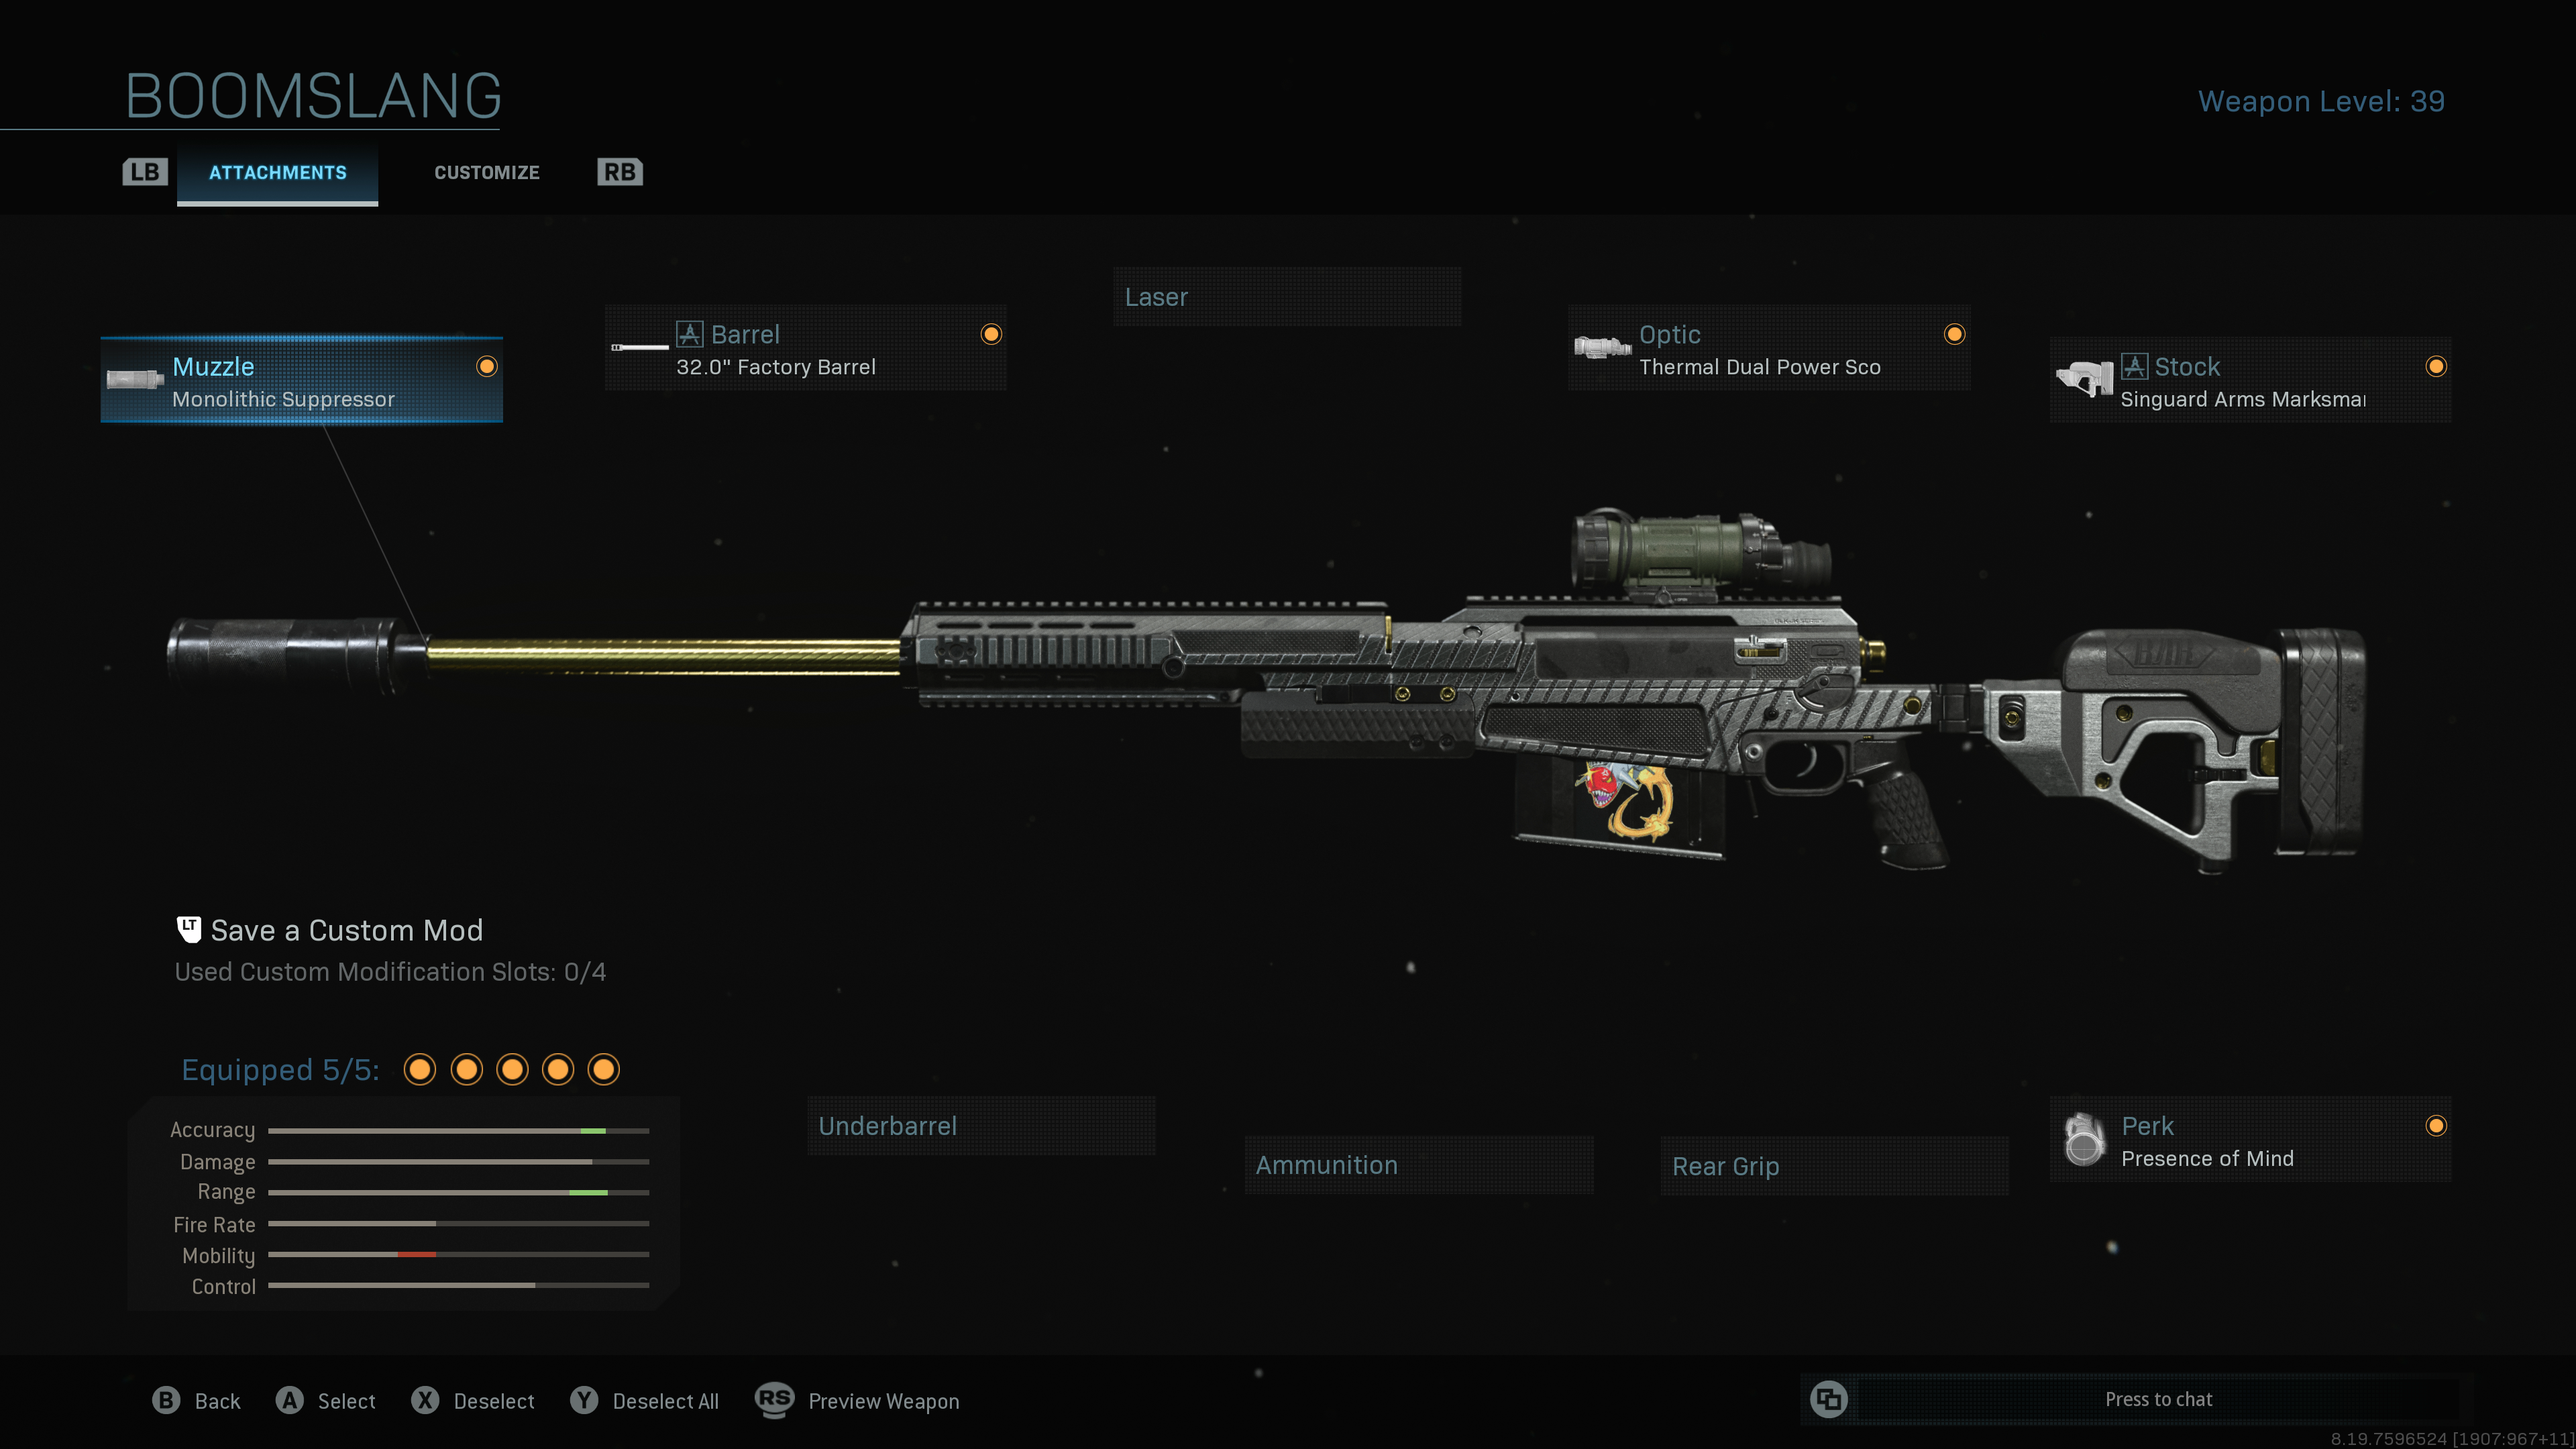 BOOMSLANG
Weapon Level: 39
LB ATTACHMENTS CUSTOMIZE RB
Laser
Barrel
32.0" Factory Barrel
Optic
Thermal Dual Power Sco
Muzzle
Monolithic Suppressor
Stock
Singuard Arms Marksma
LT Save a Custom Mod
Used Custom Modification Slots: 0/4
Equipped 5/5:
Accuracy
Damage
Range
Fire Rate
Mobility
Control
Underbarrel
Ammunition
Rear Grip
Perk
Presence of Mind
B Back A Select X Deselect Y Deselect All RS Preview Weapon
Press to chat
8.19.7596524 [1907:967+11]